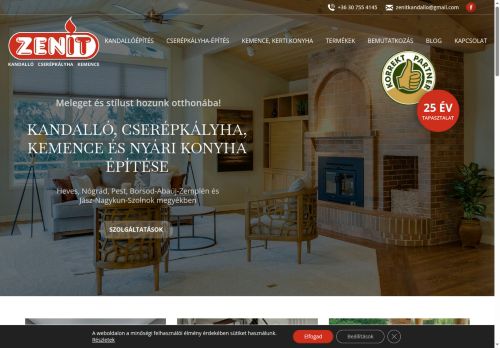 +36 30 755 4145 zenitkandallo@gmail.com
ZENIT
KANDALLÓ CSERÉPKÁLYHA KEMENCE
KANDALLÓÉPÍTÉS CSERÉPKÁLYHA-ÉPÍTÉS KEMENCE, KERTI KONYHA TERMÉKEK BEMUTATKOZÁS BLOG KAPCSOLAT
KORREKT PARTNER
25 ÉV
TAPASZTALAT
Meleget és stílust hozunk otthonába!
KANDALLÓ, CSERÉPKÁLYHA,
KEMENCE ÉS NYÁRI KONYHA
ÉPÍTÉSE
Heves, Nógrád, Pest, Borsod-Abaúj-Zemplén és
Jász-Nagykun-Szolnok megyékben
SZOLGÁLTATÁSOK
A weboldalon a minőségi felhasználói élmény érdekében sütiket használunk.
Részletek
Elfogad
Beállítások